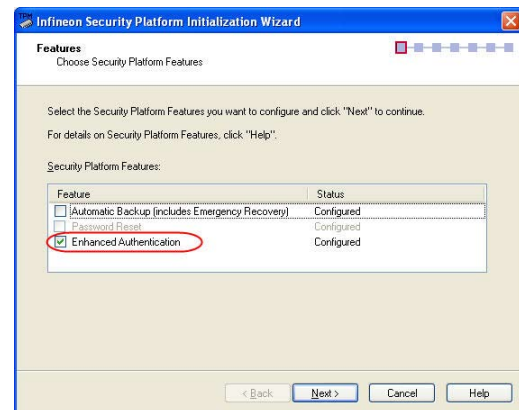 TPM
Infineon Security Platform Initialization Wizard
Features
Choose Security Platform Features
Select the Security Platform Features you want to configure and click "Next" to continue.
For details on Security Platform Features, click "Help".
Security Platform Features:
Feature Status
Automatic Backup (includes Emergency Recovery) Configured
Password Reset Configured
Enhanced Authentication Configured
< Back Next > Cancel Help